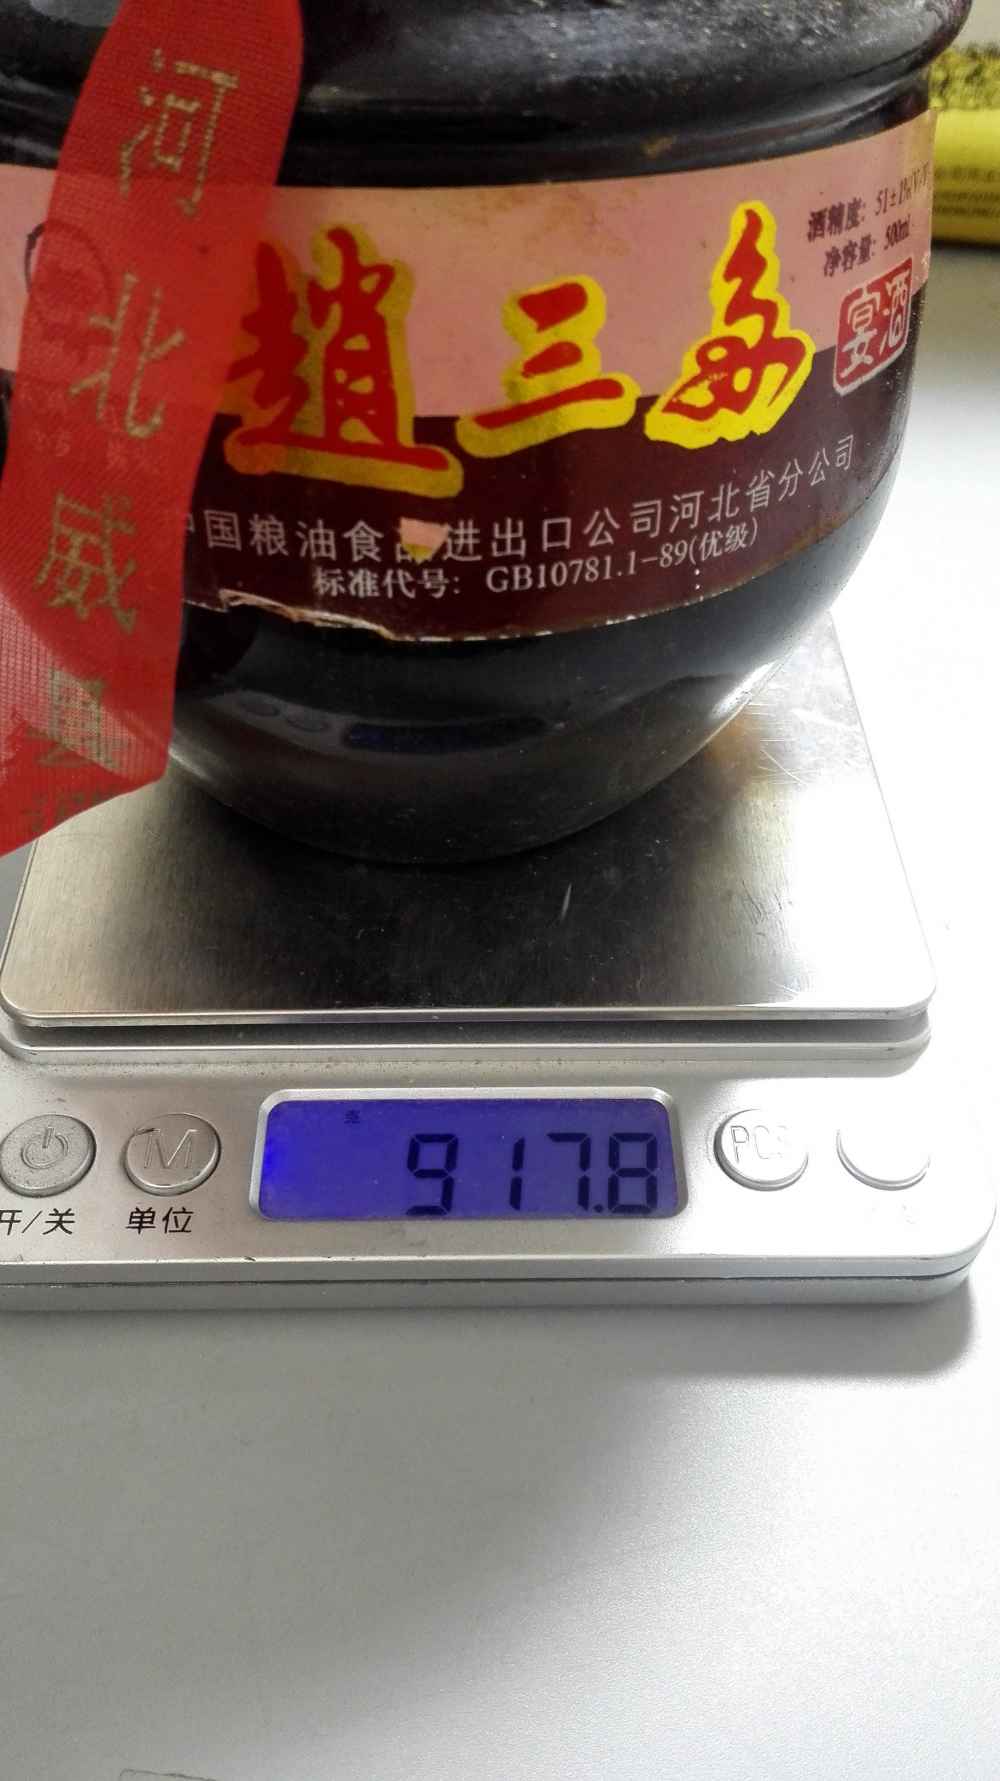 河北威县
酒精度: 51±1%(V/V)
净容量: 500ml
趙三多
宴酒
中国粮油食品进出口公司河北省分公司
标准代号: GB10781.1-89(优级)
917.8
M
PCS
开/关
单位